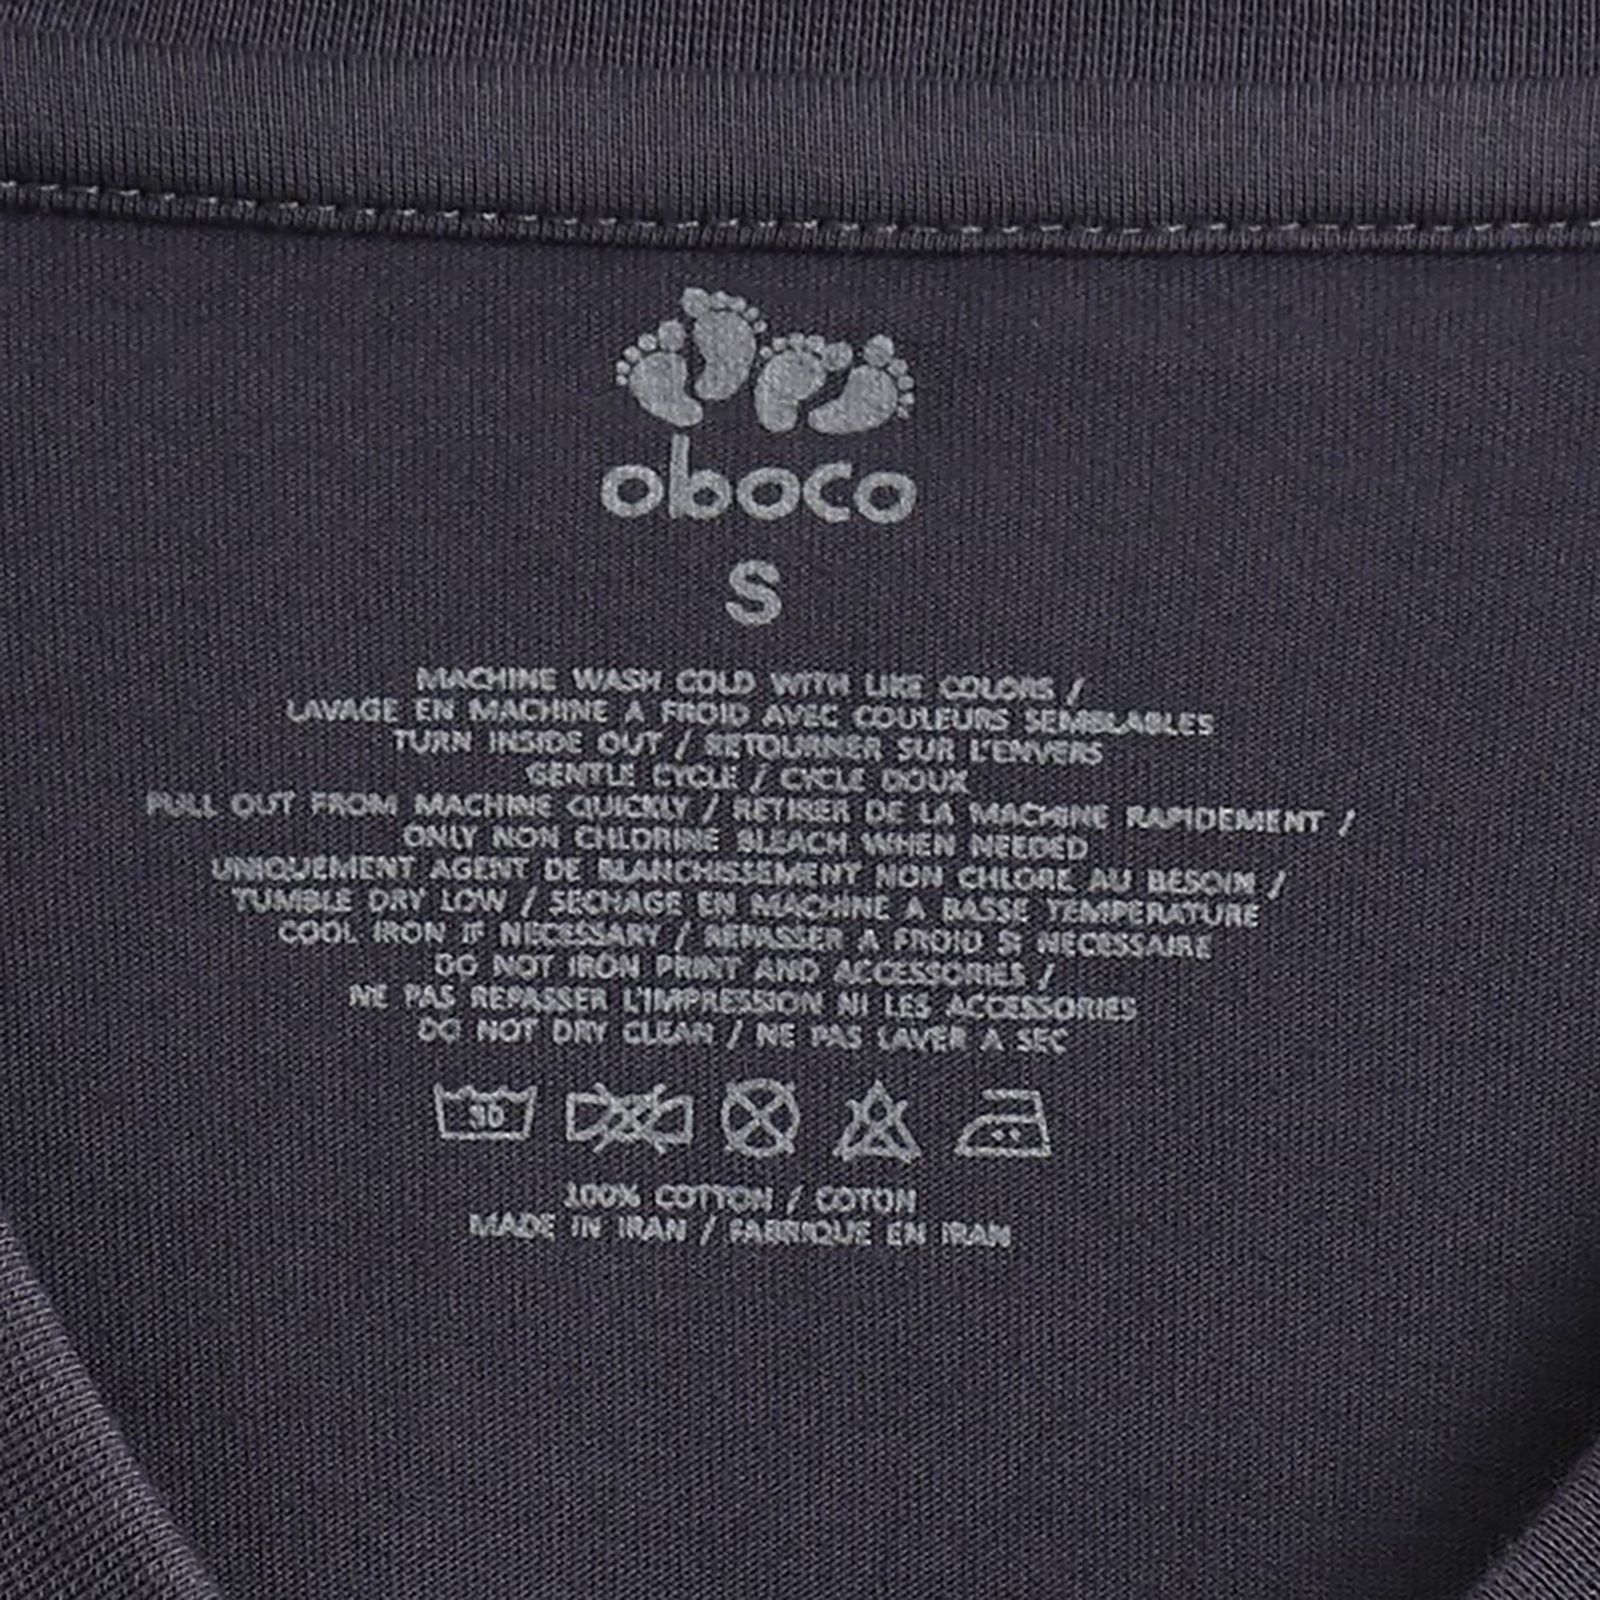 oboco
S
MACHINE WASH COLD WITH LIKE COLORS /
LAVAGE EN MACHINE A FROID AVEC COULEURS SEMBLABLES
TURN INSIDE OUT / RETOURNER SUR L'ENVERS
GENTLE CYCLE / CYCLE DOUX
PULL OUT FROM MACHINE QUICKLY / RETIRER DE LA MACHINE RAPIDEMENT /
ONLY NON CHLORINE BLEACH WHEN NEEDED
UNIQUEMENT AGENT DE BLANCHISSEMENT NON CHLORE AU BESOIN /
TUMBLE DRY LOW / SECHAGE EN MACHINE A BASSE TEMPERATURE
COOL IRON IF NECESSARY / REPASSER A FROID SI NECESSAIRE
DO NOT IRON PRINT AND ACCESSORIES /
NE PAS REPASSER L'IMPRESSION NI LES ACCESSORIES
DO NOT DRY CLEAN / NE PAS LAVER A SEC
30
100% COTTON / COTON
MADE IN IRAN / FABRIQUE EN IRAN